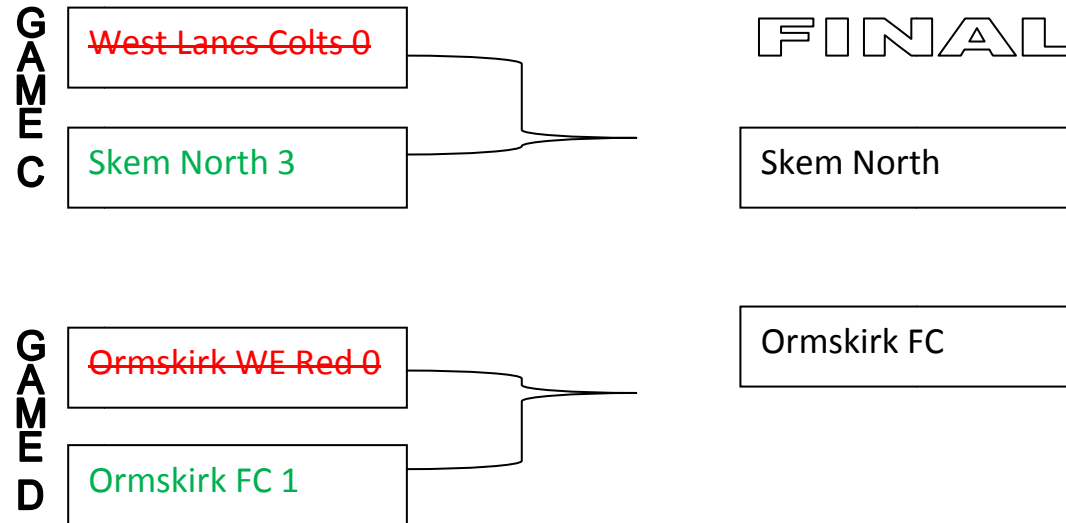 GAME C
West Lancs Colts 0
Skem North 3
GAME D
Ormskirk WE Red 0
Ormskirk FC 1
FINAL
Skem North
Ormskirk FC